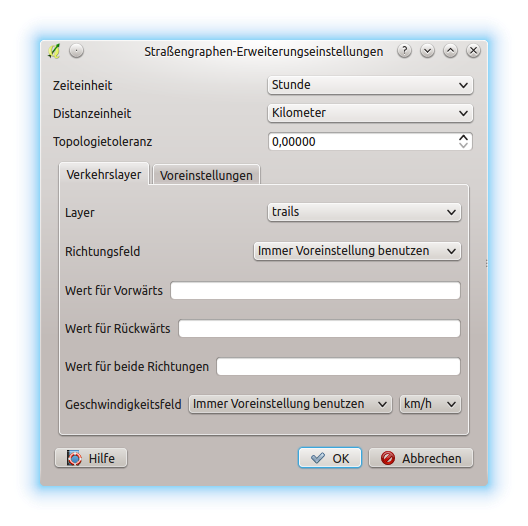 Straßengraphen-Erweiterungseinstellungen
Zeiteinheit Stunde
Distanzeinheit Kilometer
Topologietoleranz 0,00000
Verkehrslayer Voreinstellungen
Layer trails
Richtungsfeld Immer Voreinstellung benutzen
Wert für Vorwärts
Wert für Rückwärts
Wert für beide Richtungen
Geschwindigkeitsfeld Immer Voreinstellung benutzen km/h
Hilfe OK Abbrechen